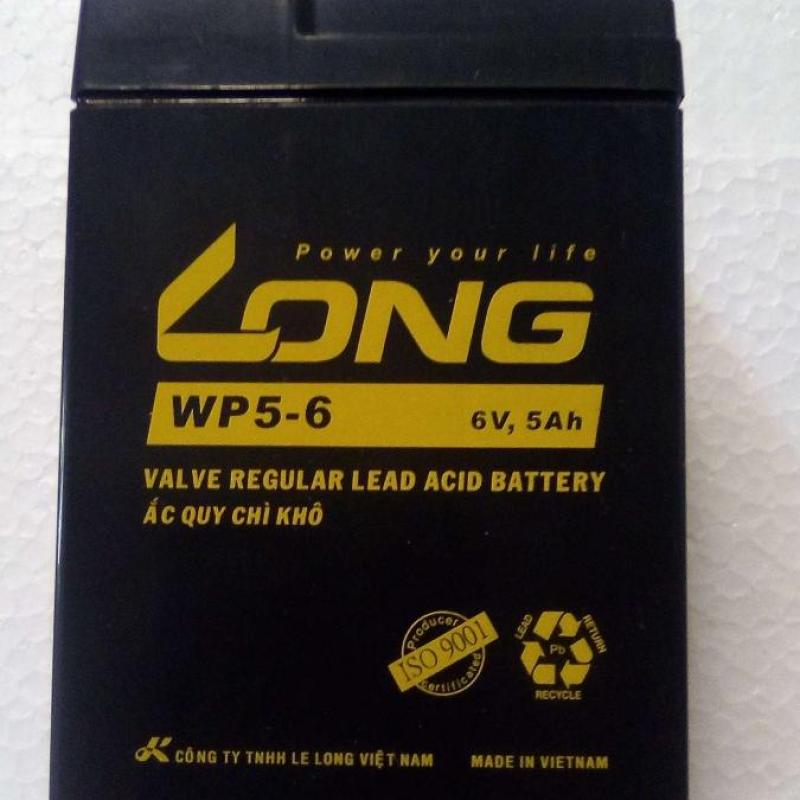 Power your life
LONG
WP5-6 6V, 5Ah
VALVE REGULAR LEAD ACID BATTERY
ẮC QUY CHÌ KHÔ
Producer
ISO 9001
certificated
LEAD RETURN
Pb
RECYCLE
CÔNG TY TNHH LE LONG VIỆT NAM MADE IN VIETNAM